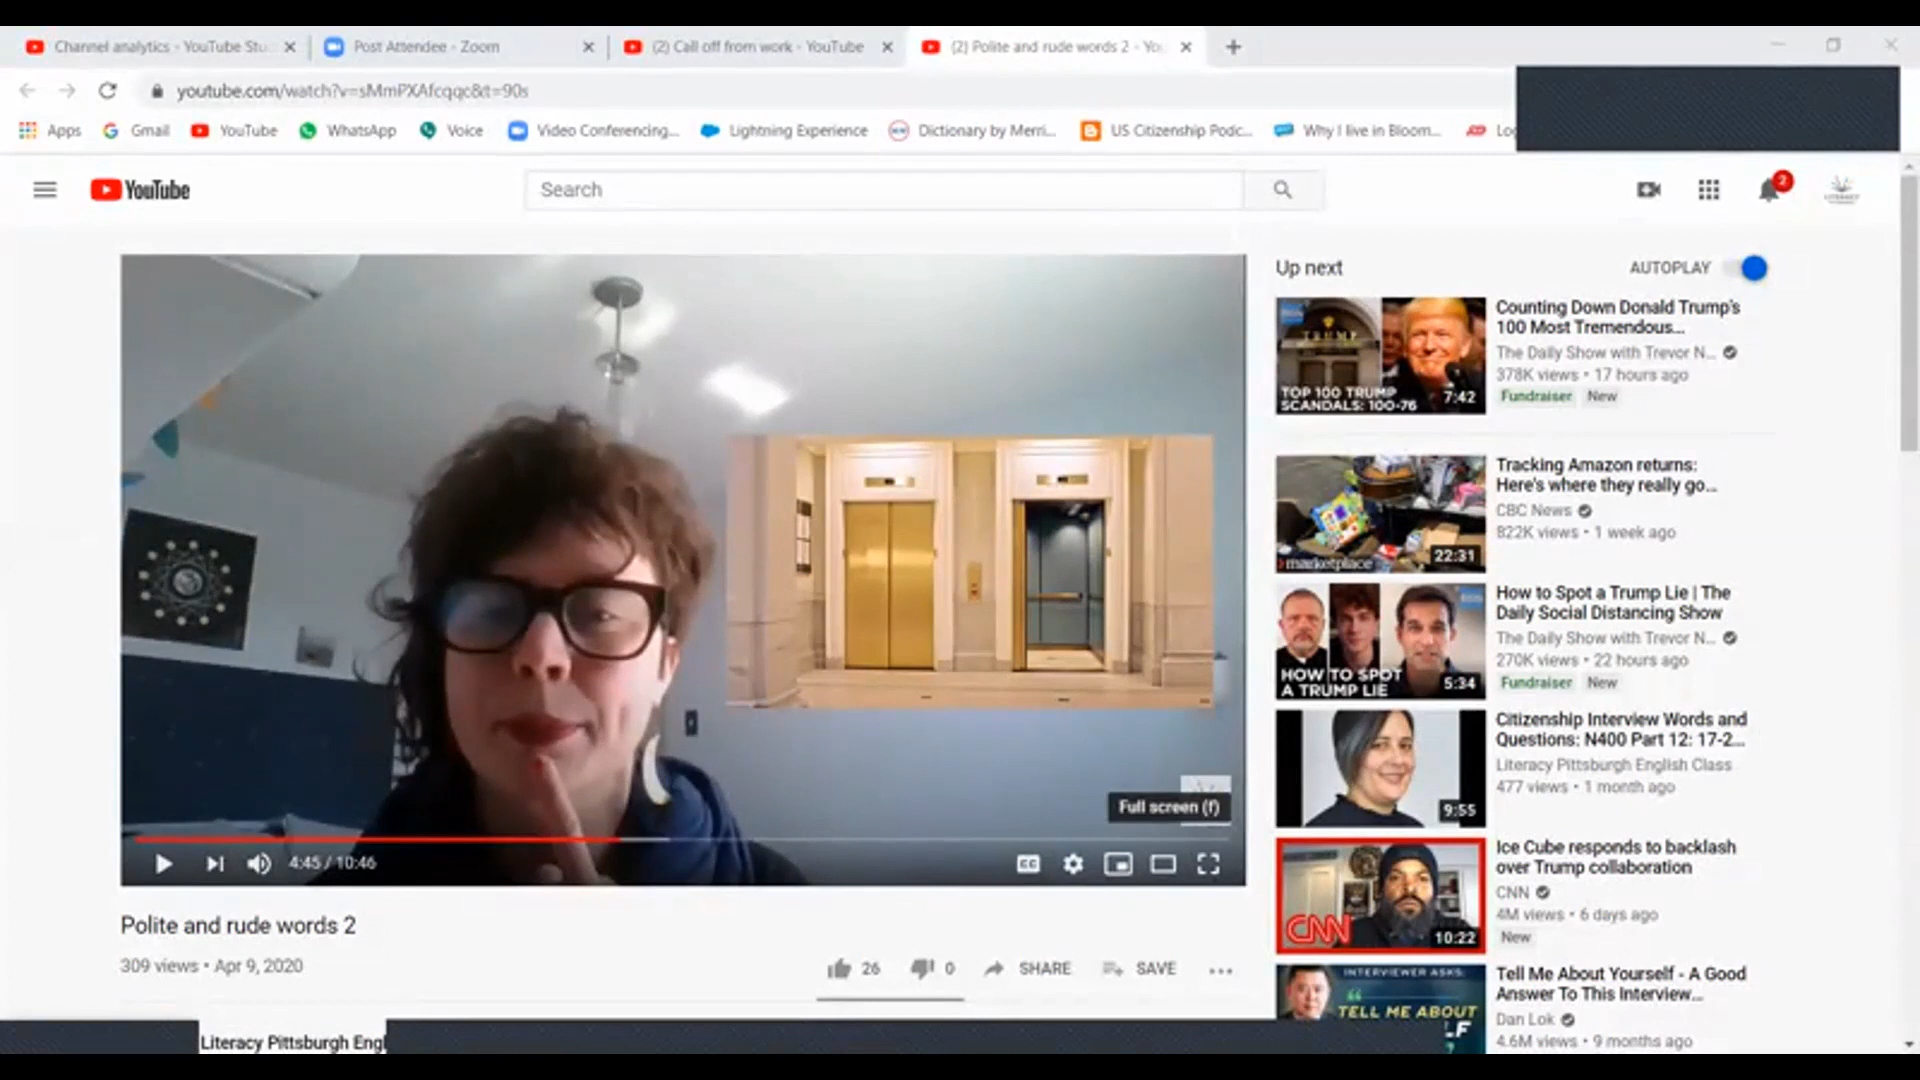 Channel analytics - YouTube Stu
Post Attendee - Zoom
(2) Call off from work - YouTube
(2) Polite and rude words 2 - You
youtube.com/watch?v=sMmPXAfcqqc&t=90s
Apps
Gmail
YouTube
WhatsApp
Voice
Video Conferencing...
Lightning Experience
Dictionary by Merri...
US Citizenship Podc...
Why I live in Bloom...
YouTube
Search
2
Full screen (f)
4:45 / 10:46
Polite and rude words 2
309 views • Apr 9, 2020
26
0
SHARE
SAVE
Literacy Pittsburgh Engl
Up next
AUTOPLAY
TRUMP
TOP 100 TRUMP
SCANDALS: 100-76
7:42
Counting Down Donald Trump's
100 Most Tremendous...
The Daily Show with Trevor N...
378K views • 17 hours ago
Fundraiser
New
marketplace
22:31
Tracking Amazon returns:
Here's where they really go...
CBC News
822K views • 1 week ago
HOW TO SPOT
A TRUMP LIE
5:34
How to Spot a Trump Lie | The
Daily Social Distancing Show
The Daily Show with Trevor N...
270K views • 22 hours ago
Fundraiser
New
9:55
Citizenship Interview Words and
Questions: N400 Part 12: 17-2...
Literacy Pittsburgh English Class
477 views • 1 month ago
CNN
10:22
Ice Cube responds to backlash
over Trump collaboration
CNN
4M views • 6 days ago
New
INTERVIEWER ASKS:
TELL ME ABOUT
Tell Me About Yourself - A Good
Answer To This Interview...
Dan Lok
4.6M views • 9 months ago